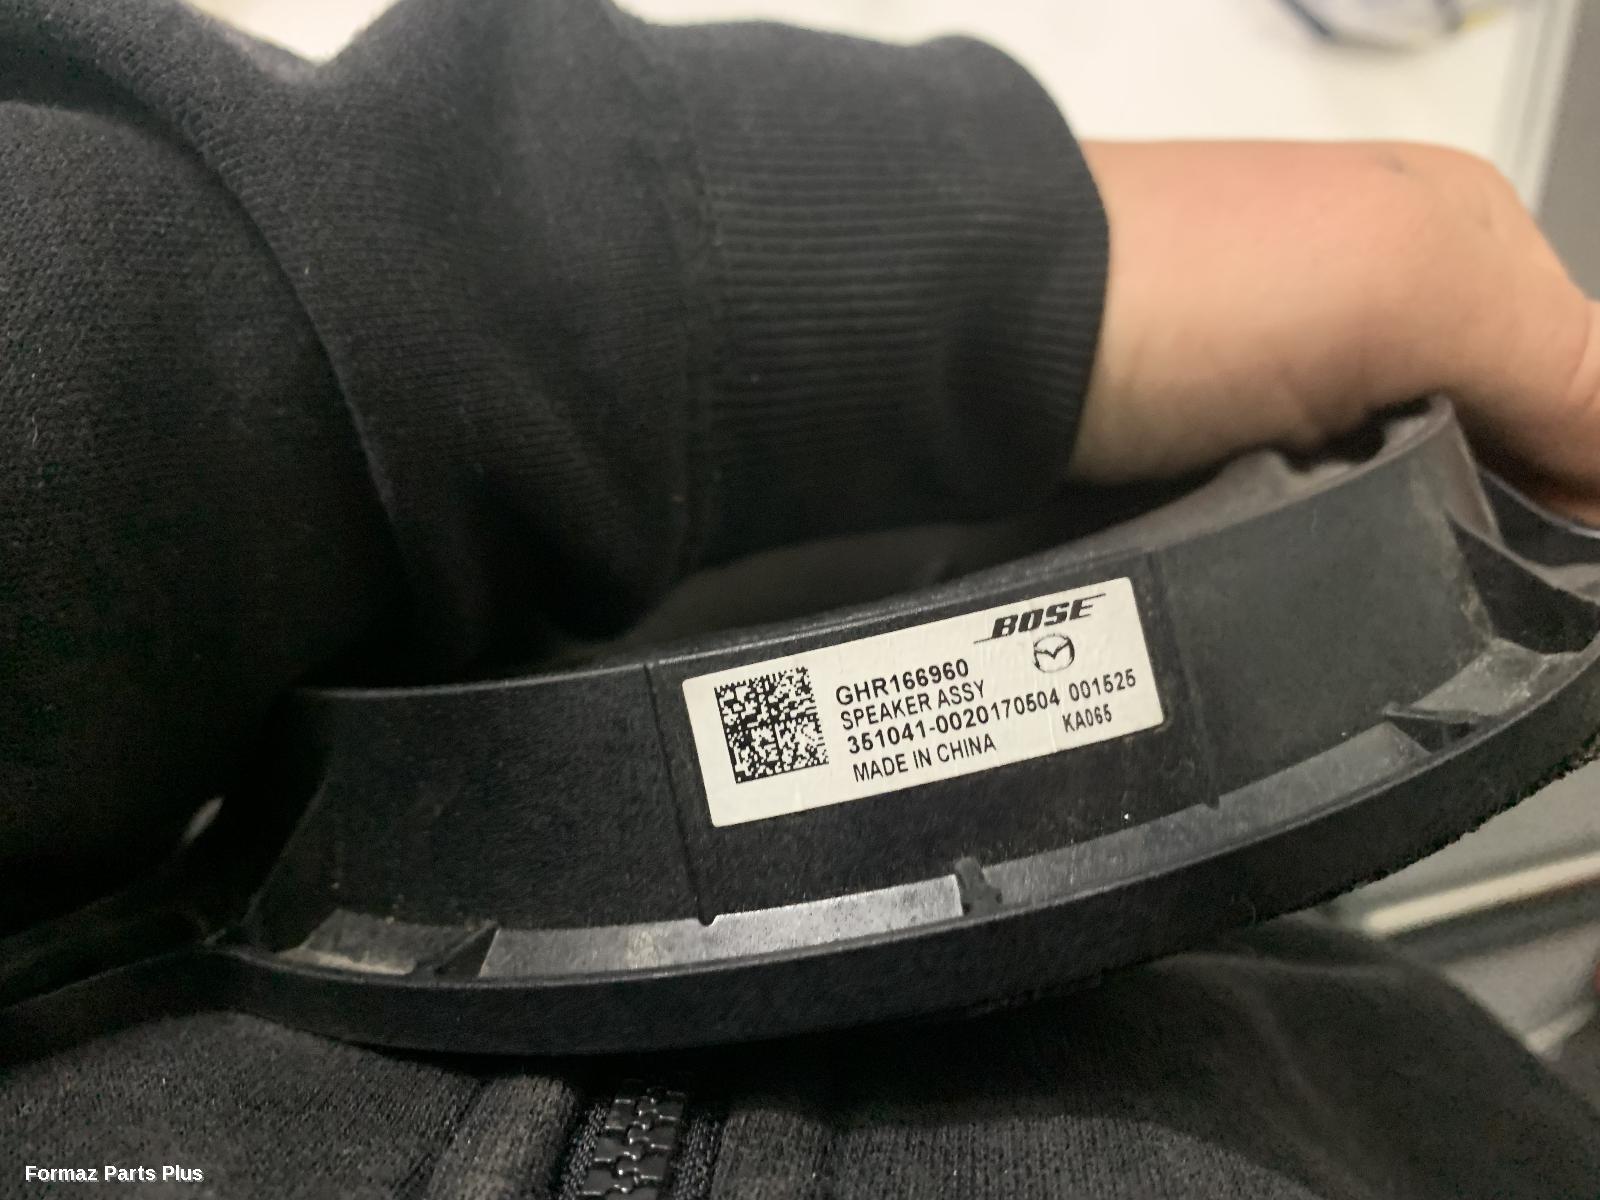 BOSE
GHR166960
SPEAKER ASSY
351041-0020170504 001525
MADE IN CHINA KA065
Formaz Parts Plus